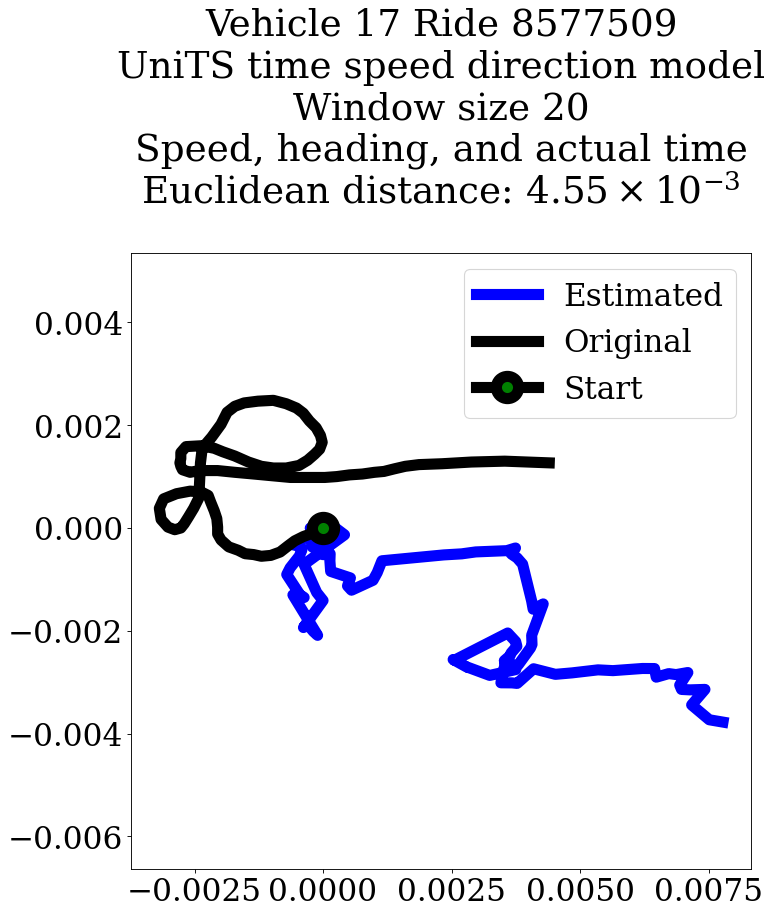 Vehicle 17 Ride 8577509
UniTS time speed direction model
Window size 20
Speed, heading, and actual time
Euclidean distance: 4.55 × 10⁻³
Estimated
Original
Start
0.004
0.002
0.000
−0.002
−0.004
−0.006
−0.0025 0.0000 0.0025 0.0050 0.0075